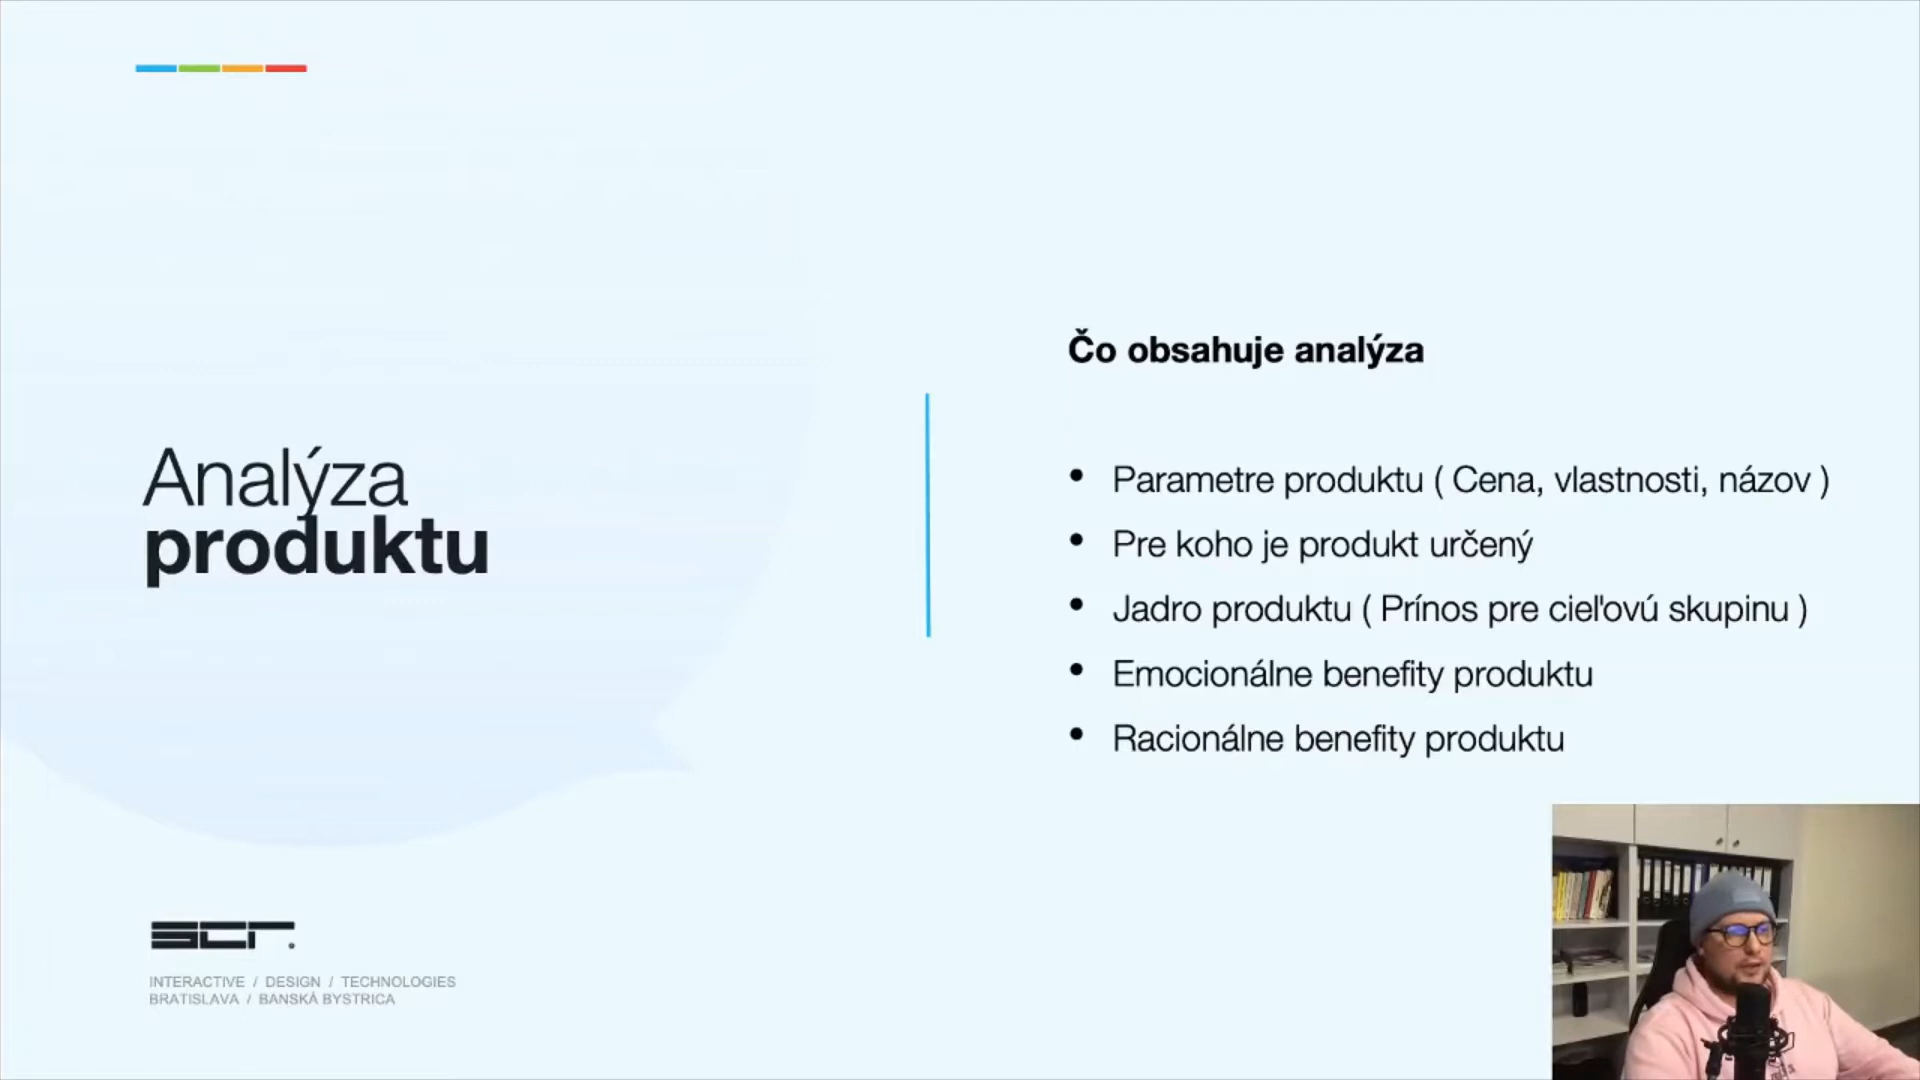 Analýza
produktu
Čo obsahuje analýza
• Parametre produktu ( Cena, vlastnosti, názov )
• Pre koho je produkt určený
• Jadro produktu ( Prínos pre cieľovú skupinu )
• Emocionálne benefity produktu
• Racionálne benefity produktu
scr.
INTERACTIVE / DESIGN / TECHNOLOGIES
BRATISLAVA / BANSKÁ BYSTRICA